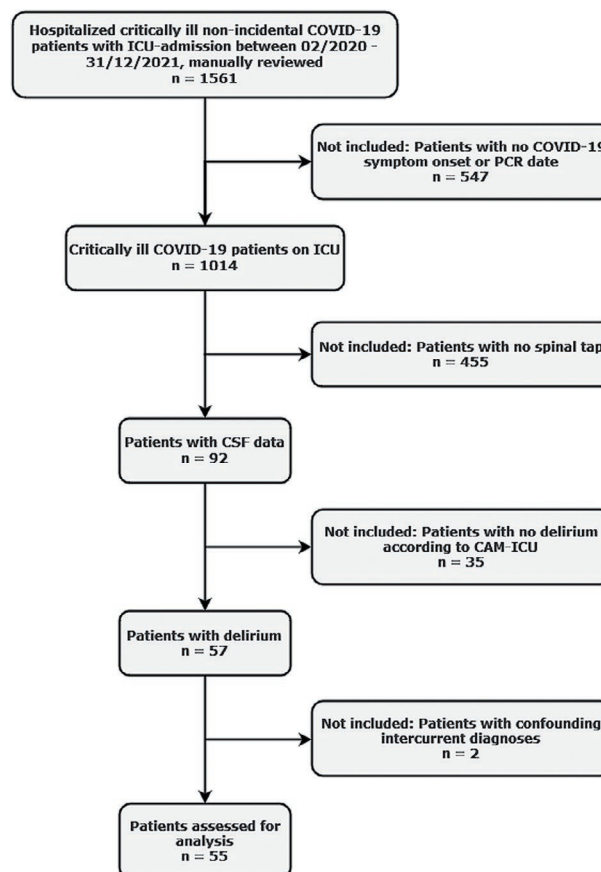 Hospitalized critically ill non-incidental COVID-19
patients with ICU-admission between 02/2020 -
31/12/2021, manually reviewed
n = 1561
Not included: Patients with no COVID-19
symptom onset or PCR date
n = 547
Critically ill COVID-19 patients on ICU
n = 1014
Not included: Patients with no spinal tap
n = 455
Patients with CSF data
n = 92
Not included: Patients with no delirium
according to CAM-ICU
n = 35
Patients with delirium
n = 57
Not included: Patients with confounding
intercurrent diagnoses
n = 2
Patients assessed for
analysis
n = 55